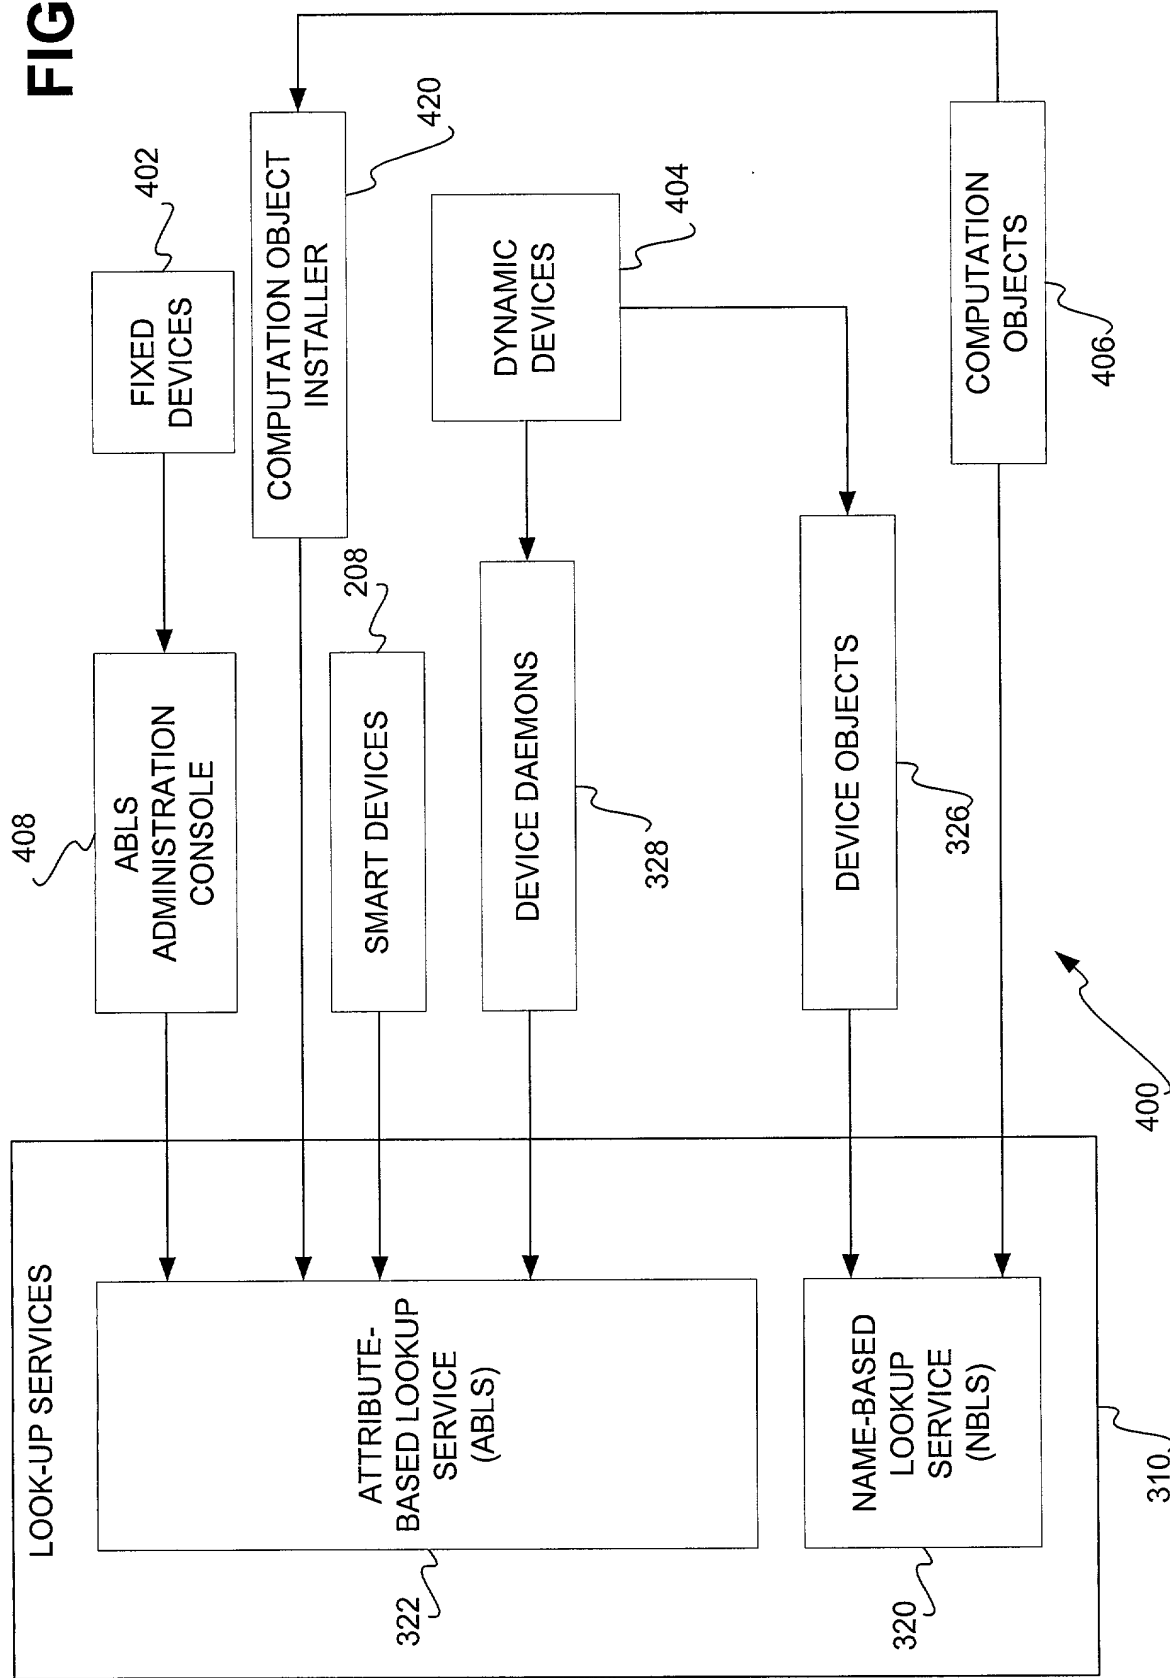 FIG
LOOK-UP SERVICES
ATTRIBUTE-
BASED LOOKUP
SERVICE
(ABLS)
322
NAME-BASED
LOOKUP
SERVICE
(NBLS)
320
310
408
ABLS
ADMINISTRATION
CONSOLE
FIXED
DEVICES
402
COMPUTATION OBJECT
INSTALLER
420
SMART DEVICES
208
DEVICE DAEMONS
328
DYNAMIC
DEVICES
404
DEVICE OBJECTS
326
COMPUTATION
OBJECTS
406
400